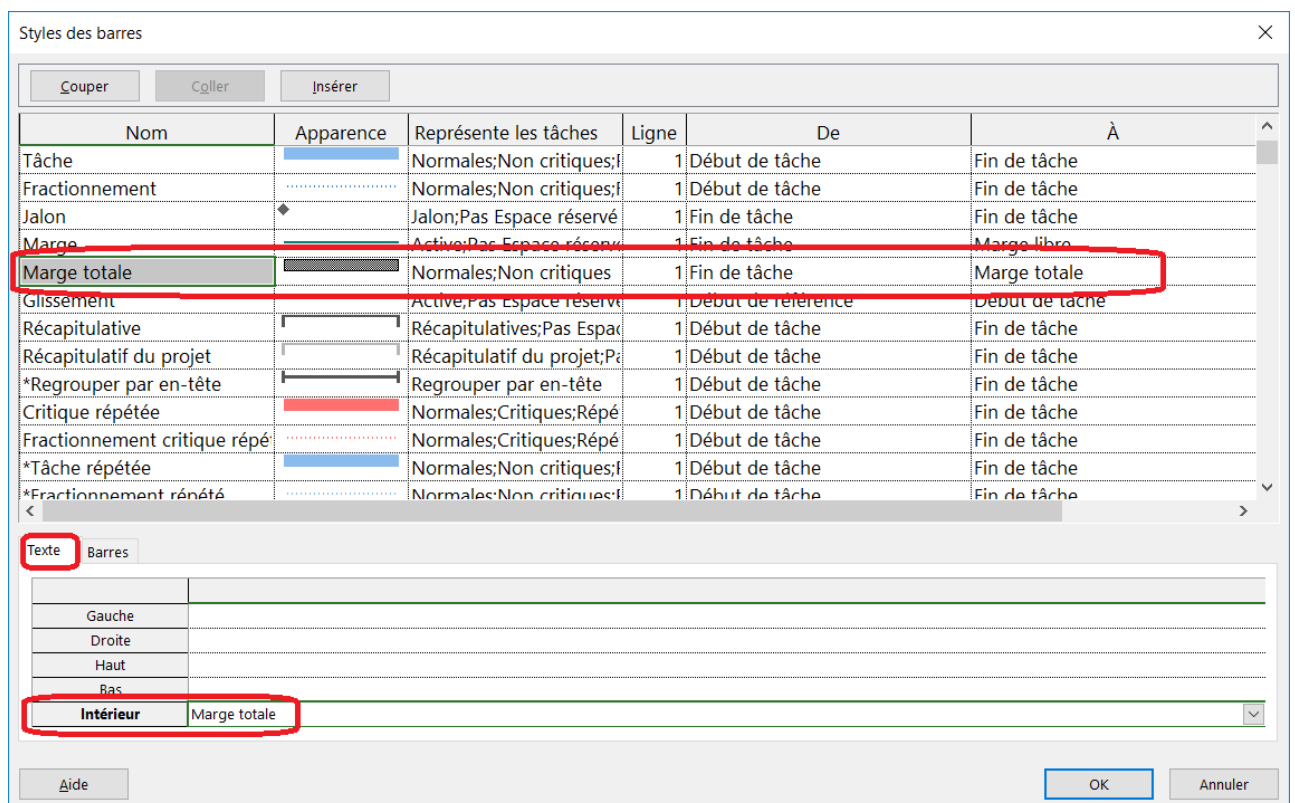 Styles des barres
Couper Coller Insérer
Nom Apparence Représente les tâches Ligne De À
Tâche Normales;Non critiques; 1 Début de tâche Fin de tâche
Fractionnement Normales;Non critiques; 1 Début de tâche Fin de tâche
Jalon Jalon;Pas Espace réservé 1 Fin de tâche Fin de tâche
Marge Active;Pas Espace réservé 1 Fin de tâche Marge libre
Marge totale Normales;Non critiques 1 Fin de tâche Marge totale
Glissement Active;Pas Espace réservé 1 Début de référence Début de tâche
Récapitulative Récapitulatives;Pas Espac 1 Début de tâche Fin de tâche
Récapitulatif du projet Récapitulatif du projet;Pa 1 Début de tâche Fin de tâche
*Regrouper par en-tête Regrouper par en-tête 1 Début de tâche Fin de tâche
Critique répétée Normales;Critiques;Répé 1 Début de tâche Fin de tâche
Fractionnement critique répé Normales;Critiques;Répé 1 Début de tâche Fin de tâche
*Tâche répétée Normales;Non critiques; 1 Début de tâche Fin de tâche
*Fractionnement répété Normales;Non critiques; 1 Début de tâche Fin de tâche
Texte Barres
Gauche
Droite
Haut
Bas
Intérieur Marge totale
Aide OK Annuler